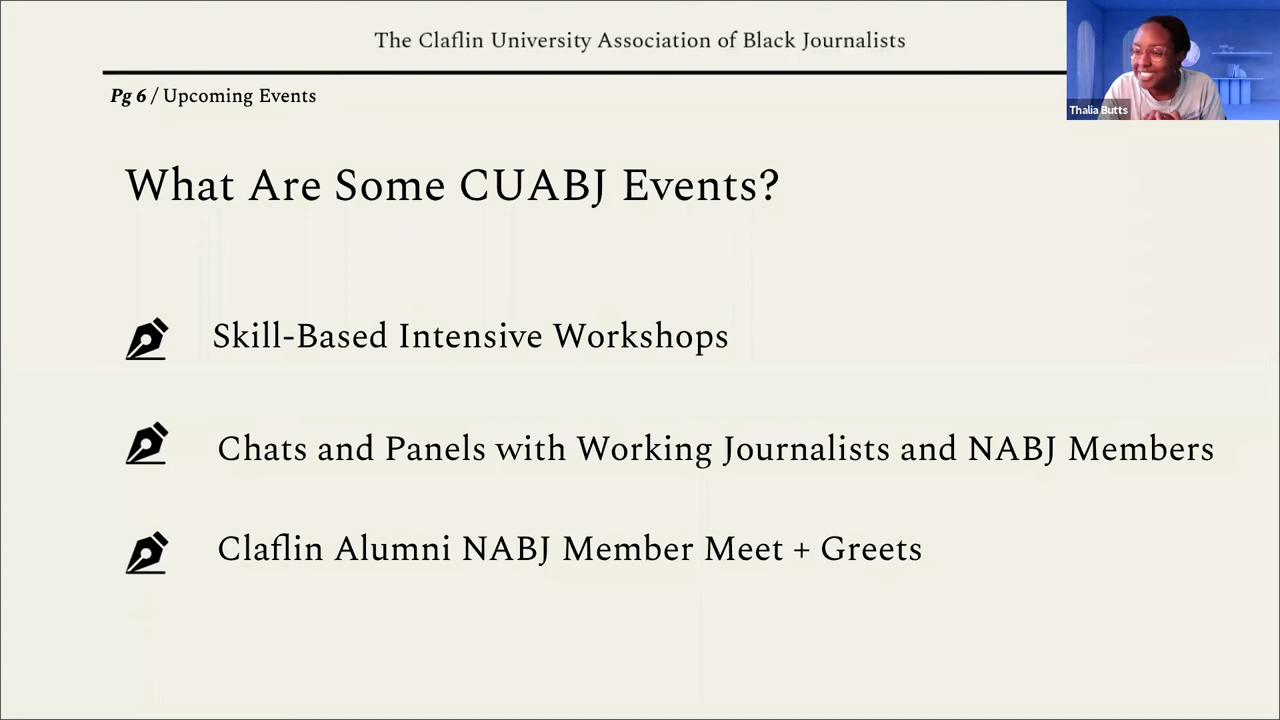 The Claflin University Association of Black Journalists
Pg 6 / Upcoming Events
Thalia Butts
What Are Some CUABJ Events?
Skill-Based Intensive Workshops
Chats and Panels with Working Journalists and NABJ Members
Claflin Alumni NABJ Member Meet + Greets